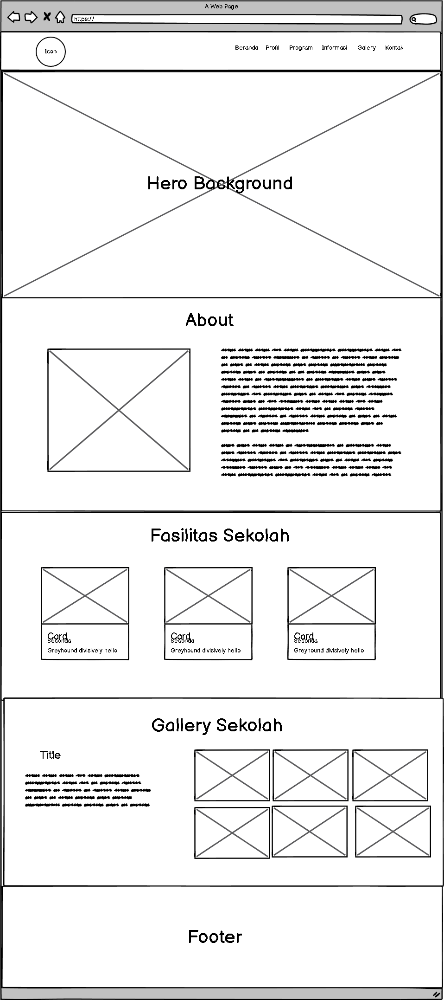 A Web Page
https://
Icon
Beranda Profil Program Informasi Galery Kontak
Hero Background
About
Fasilitas Sekolah
Card
Seconda
Greyhound divisively hello
Card
Seconda
Greyhound divisively hello
Card
Seconda
Greyhound divisively hello
Gallery Sekolah
Title
Footer